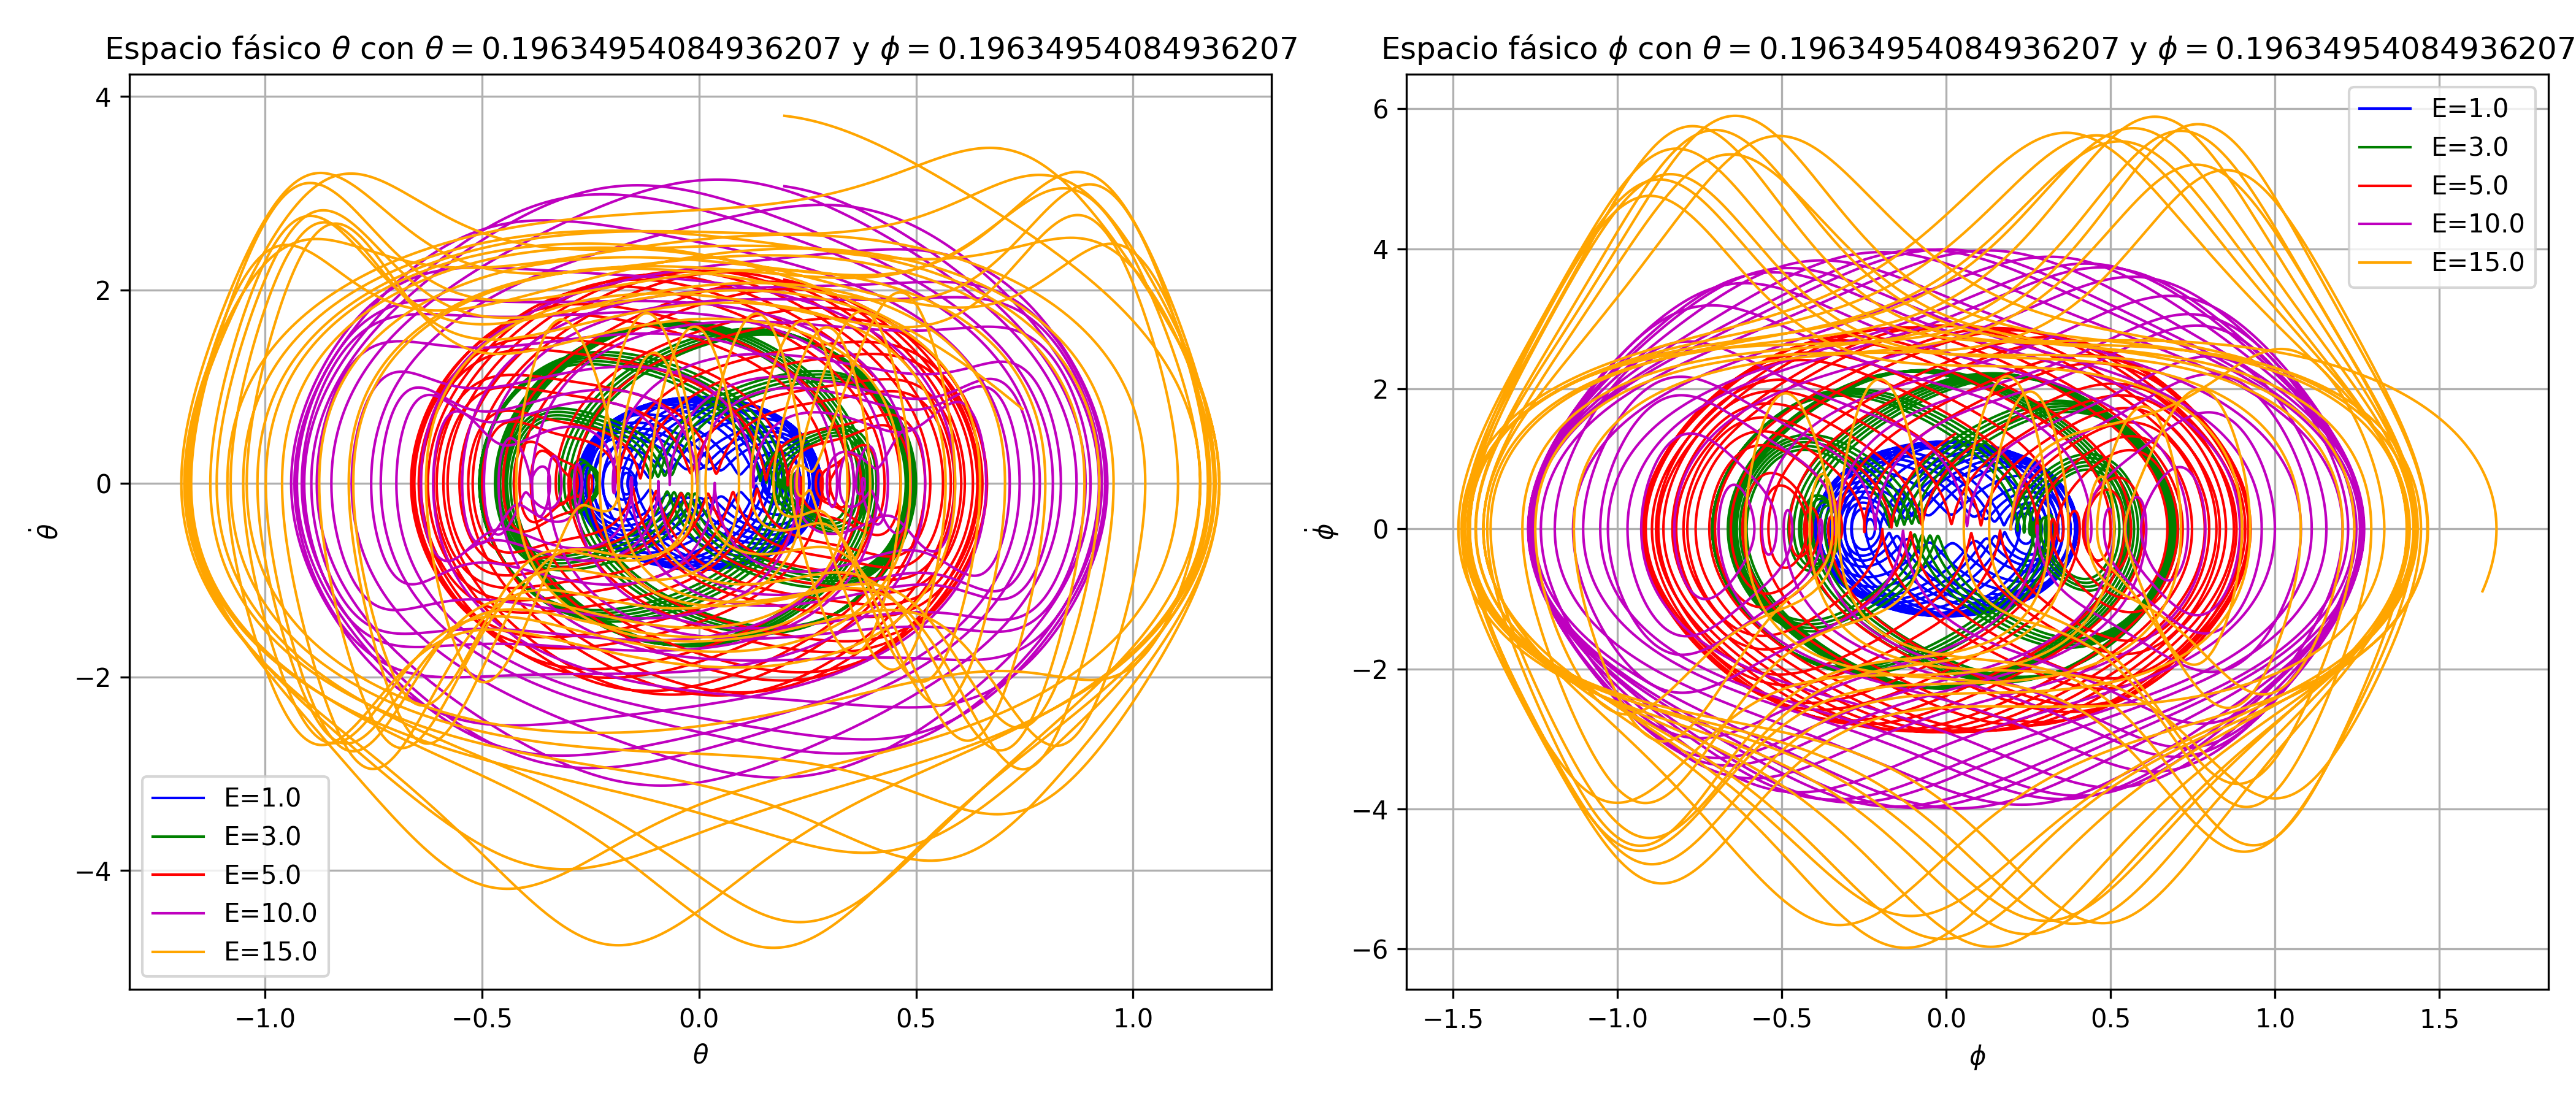 Espacio fásico θ con θ = 0.19634954084936207 y ϕ = 0.19634954084936207
4
2
0
−2
−4
θ̇
E=1.0
E=3.0
E=5.0
E=10.0
E=15.0
−1.0 −0.5 0.0 0.5 1.0
θ
Espacio fásico ϕ con θ = 0.19634954084936207 y ϕ = 0.19634954084936207
E=1.0
E=3.0
E=5.0
E=10.0
E=15.0
6
4
2
0
−2
−4
−6
ϕ̇
−1.5 −1.0 −0.5 0.0 0.5 1.0 1.5
ϕ